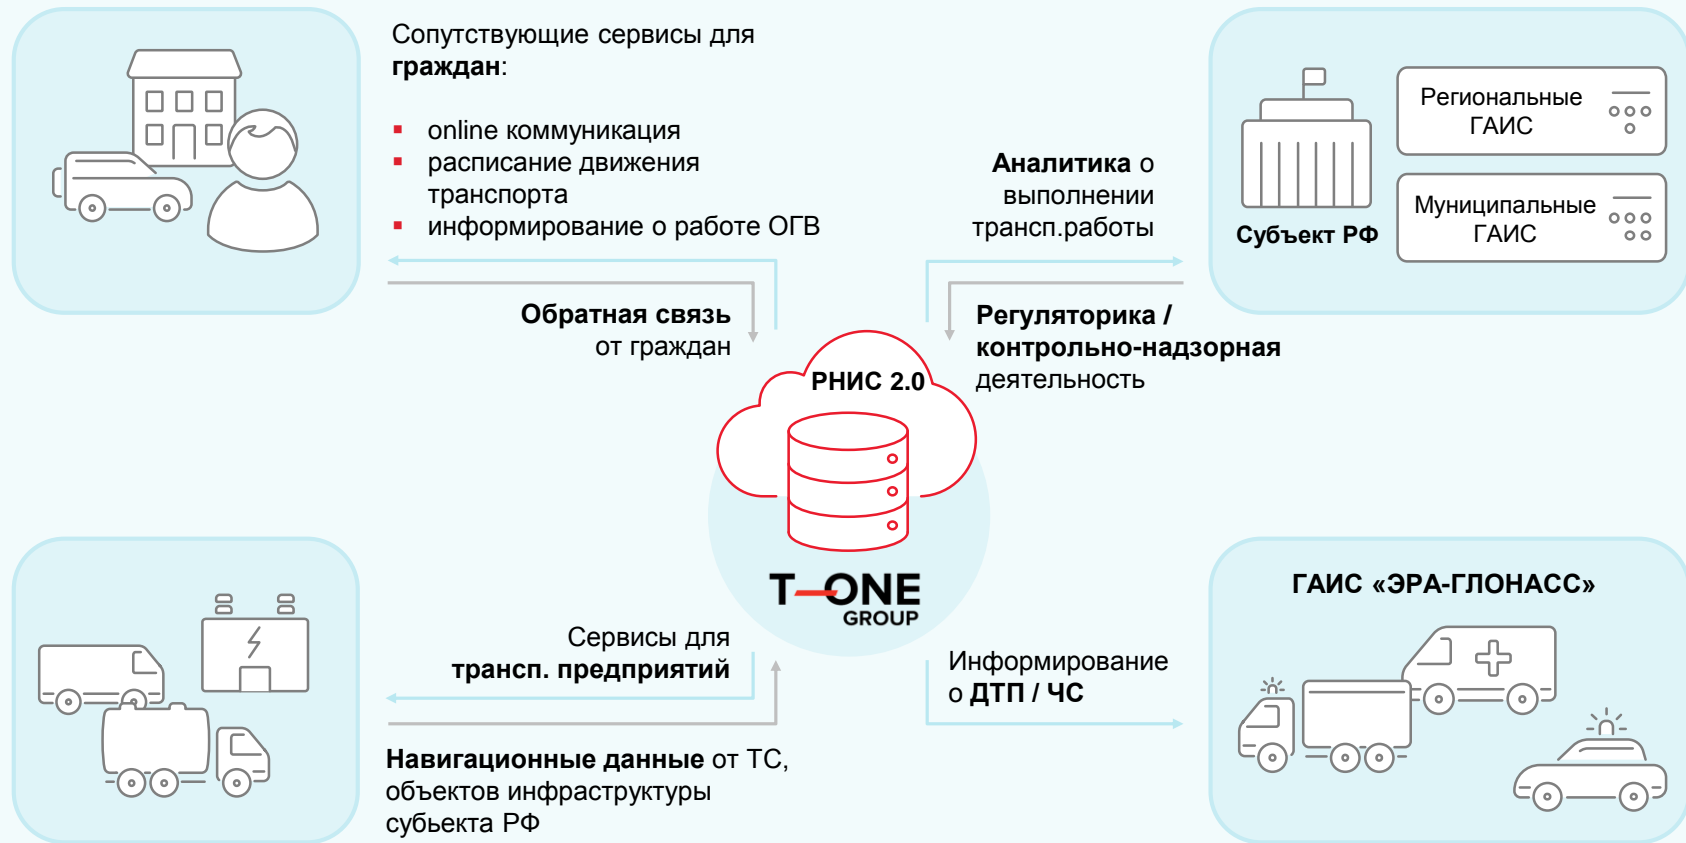 Сопутствующие сервисы для
граждан:
▪ online коммуникация
▪ расписание движения
транспорта
▪ информирование о работе ОГВ
Обратная связь
от граждан
Аналитика о
выполнении
трансп.работы
Субъект РФ
Региональные
ГАИС
Муниципальные
ГАИС
Регуляторика /
контрольно-надзорная
деятельность
РНИС 2.0
T—ONE
GROUP
Сервисы для
трансп. предприятий
Навигационные данные от ТС,
объектов инфраструктуры
субьекта РФ
Информирование
о ДТП / ЧС
ГАИС «ЭРА-ГЛОНАСС»